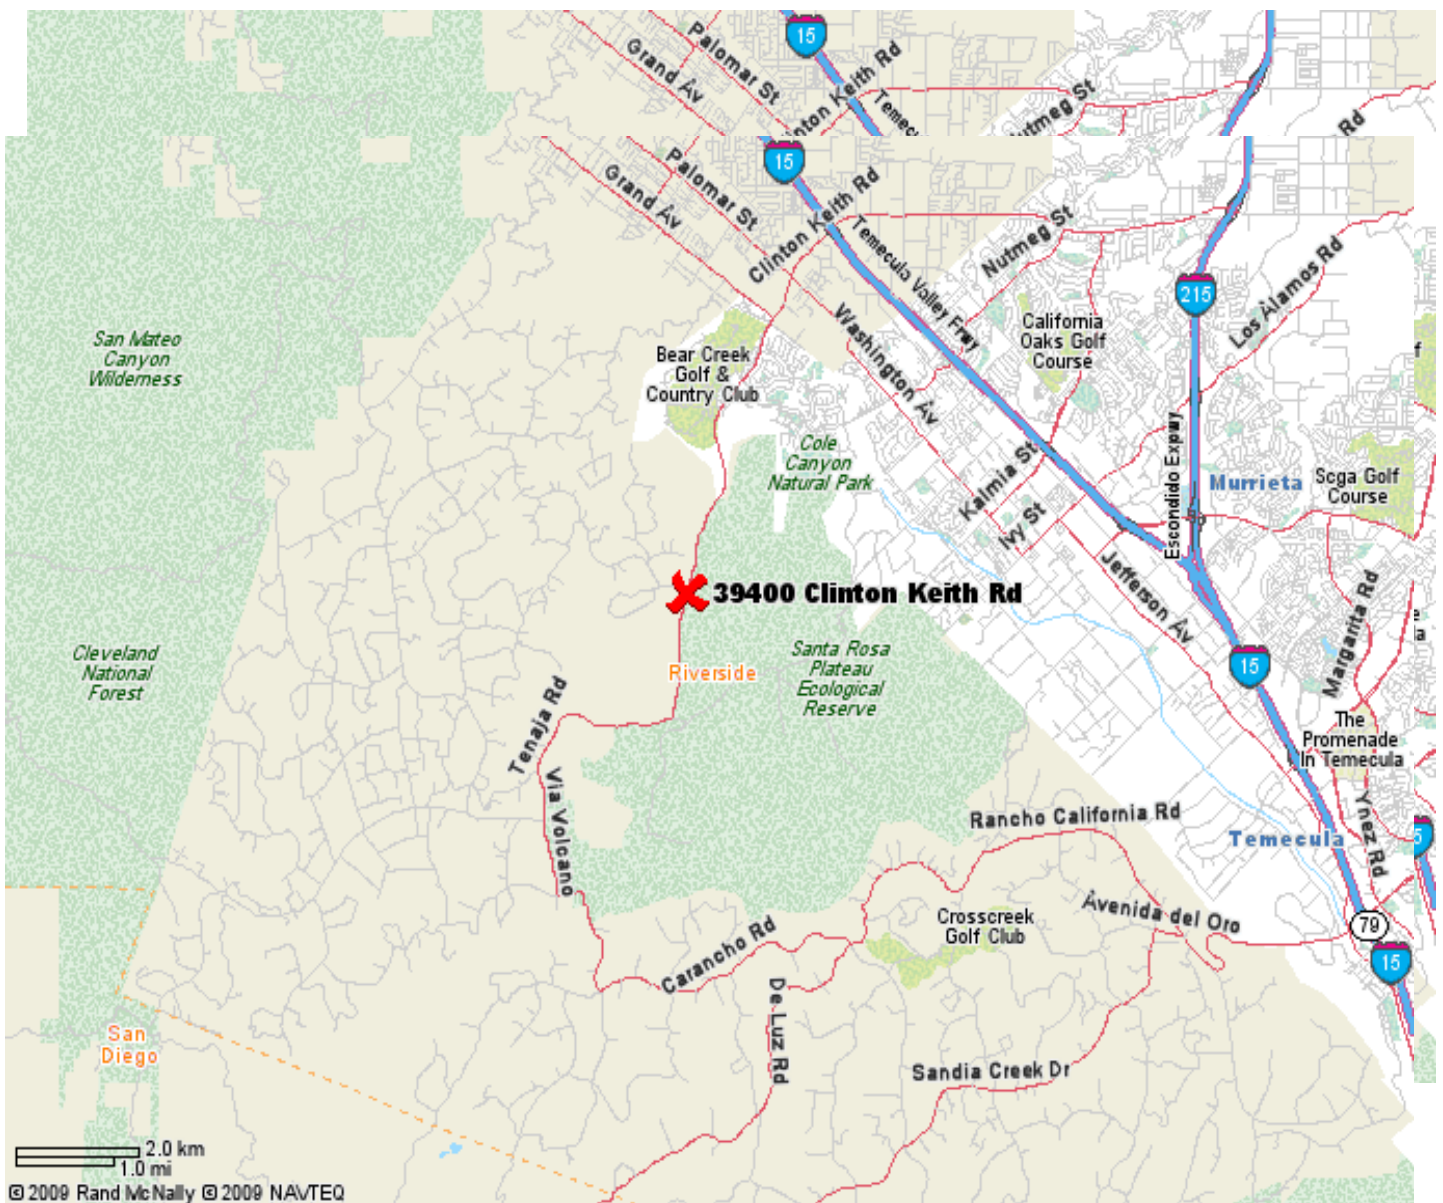 15
Palomar St
Grand Av
Clinton Keith Rd
Nutmeg St
Rd
15
Palomar St
Grand Av
Clinton Keith Rd
Temecula Valley Frwy
Nutmeg St
215
Los Alamos Rd
San Mateo
Canyon
Wilderness
Bear Creek
Golf &
Country Club
Washington Av
California
Oaks Golf
Course
Cole
Canyon
Natural Park
Kalmia St
Ivy St
Escondido Expwy
Murrieta
Scga Golf
Course
39400 Clinton Keith Rd
Jefferson Av
Margarita Rd
Cleveland
National
Forest
Riverside
Santa Rosa
Plateau
Ecological
Reserve
15
Tenaja Rd
The
Promenade
In Temecula
Via Volcano
Rancho California Rd
Temecula
Ynez Rd
Carancho Rd
Crosscreek
Golf Club
Avenida del Oro
79
15
De Luz Rd
San
Diego
Sandia Creek Dr
2.0 km
1.0 mi
© 2009 Rand McNally © 2009 NAVTEQ